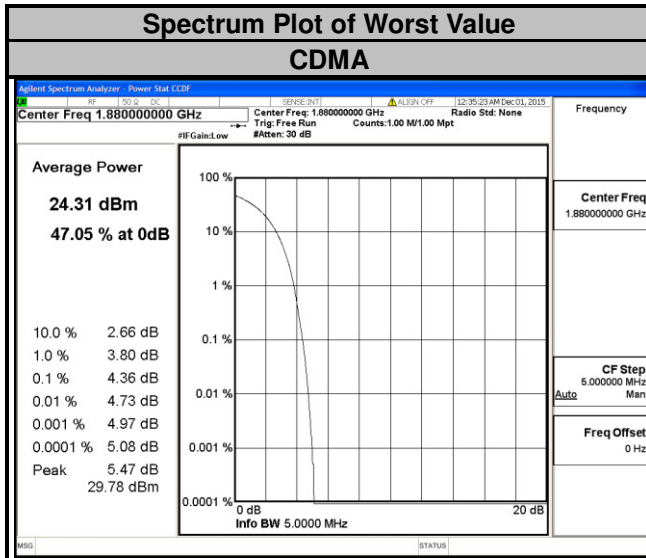 Spectrum Plot of Worst Value
CDMA
Agilent Spectrum Analyzer - Power Stat CCDF
RF 50 Ω DC SENSE:INT ALIGN OFF 12:35:23 AM Dec 01, 2015
Center Freq 1.880000000 GHz
Center Freq: 1.880000000 GHz Radio Std: None
Trig: Free Run Counts:1.00 M/1.00 Mpt
#IFGain:Low #Atten: 30 dB
Frequency
Average Power
24.31 dBm
47.05 % at 0dB
10.0 % 2.66 dB
1.0 % 3.80 dB
0.1 % 4.36 dB
0.01 % 4.73 dB
0.001 % 4.97 dB
0.0001 % 5.08 dB
Peak 5.47 dB
29.78 dBm
100 %
10 %
1 %
0.1 %
0.01 %
0.001 %
0.0001 %
0 dB 20 dB
Info BW 5.0000 MHz
Center Freq
1.880000000 GHz
CF Step
5.000000 MHz
Auto Man
Freq Offset
0 Hz
MSG STATUS